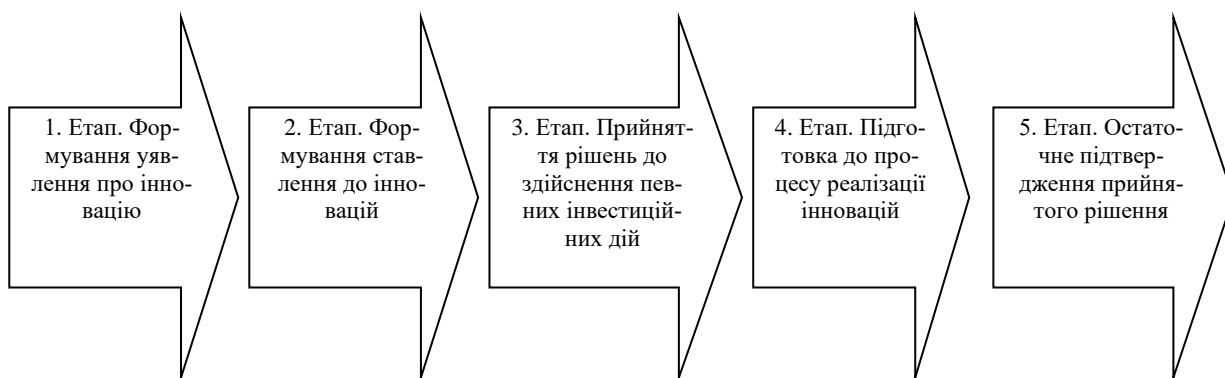 1. Етап. Фор-
мування уяв-
лення про інно-
вацію
2. Етап. Фор-
мування став-
лення до інно-
вацій
3. Етап. Прийнят-
тя рішень до
здійснення пев-
них інвестицій-
них дій
4. Етап. Підго-
товка до про-
цесу реалізації
інновацій
5. Етап. Остато-
чне підтвер-
дження прийня-
того рішення